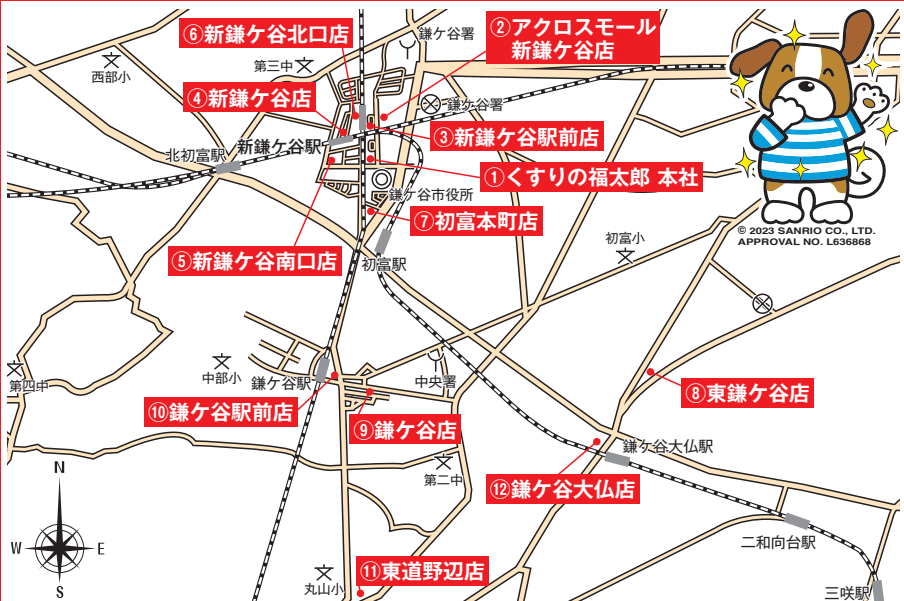 ⑥新鎌ケ谷北口店
鎌ケ谷署
②アクロスモール
新鎌ケ谷店
西部小
第三中
④新鎌ケ谷店
鎌ケ谷署
③新鎌ケ谷駅前店
新鎌ケ谷駅
北初富駅
①くすりの福太郎 本社
鎌ケ谷市役所
⑦初富本町店
© 2023 SANRIO CO., LTD.
APPROVAL NO. L636868
初富小
⑤新鎌ケ谷南口店
初富駅
第四中
中部小
鎌ケ谷駅
中央署
⑧東鎌ケ谷店
⑩鎌ケ谷駅前店
⑨鎌ケ谷店
鎌ケ谷大仏駅
第二中
⑫鎌ケ谷大仏店
N
W
E
S
二和向台駅
⑪東道野辺店
丸山小
三咲駅